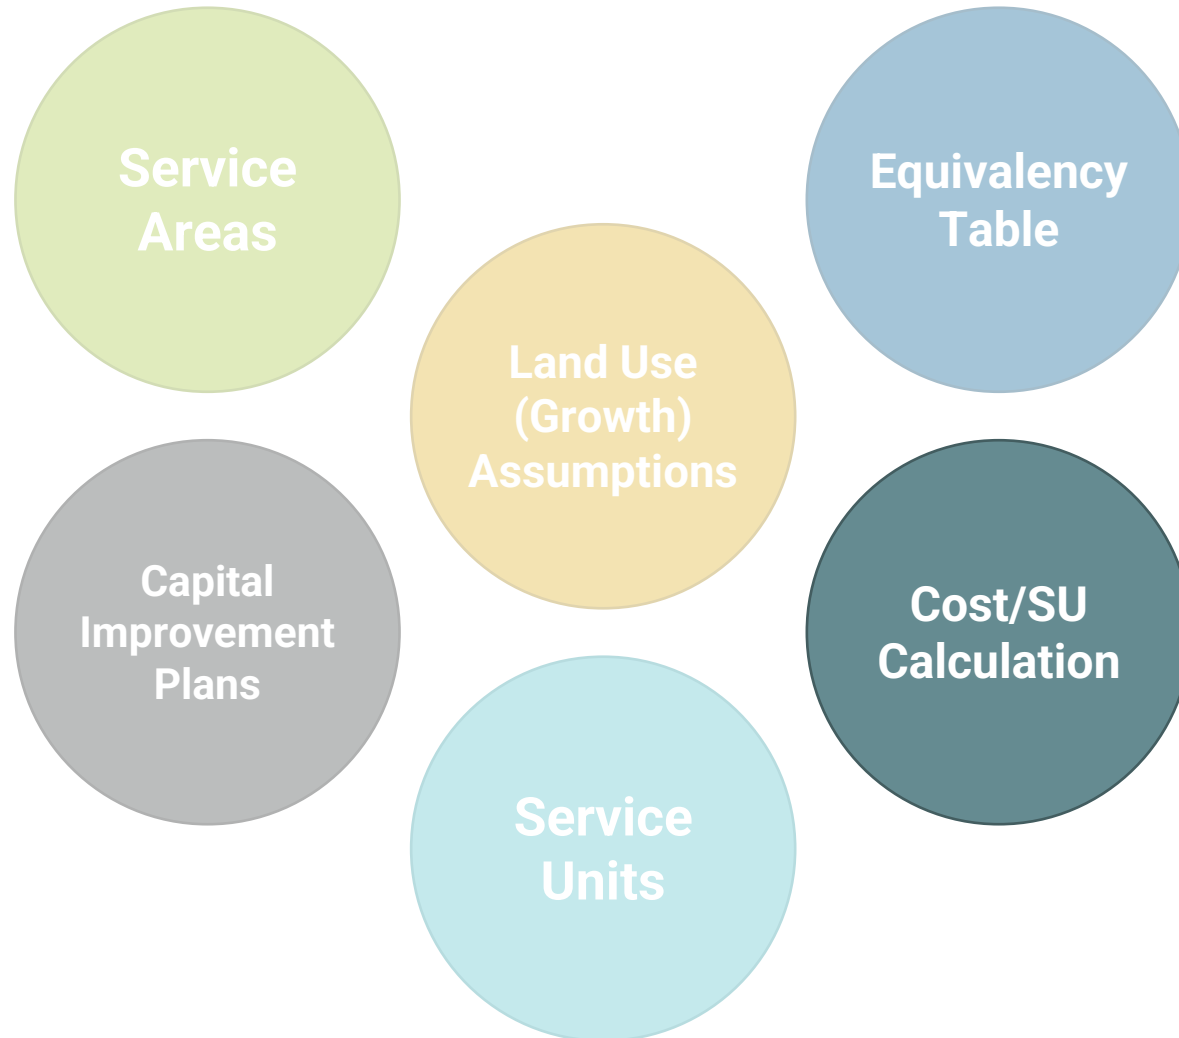 Service
Areas
Equivalency
Table
Land Use
(Growth)
Assumptions
Capital
Improvement
Plans
Cost/SU
Calculation
Service
Units